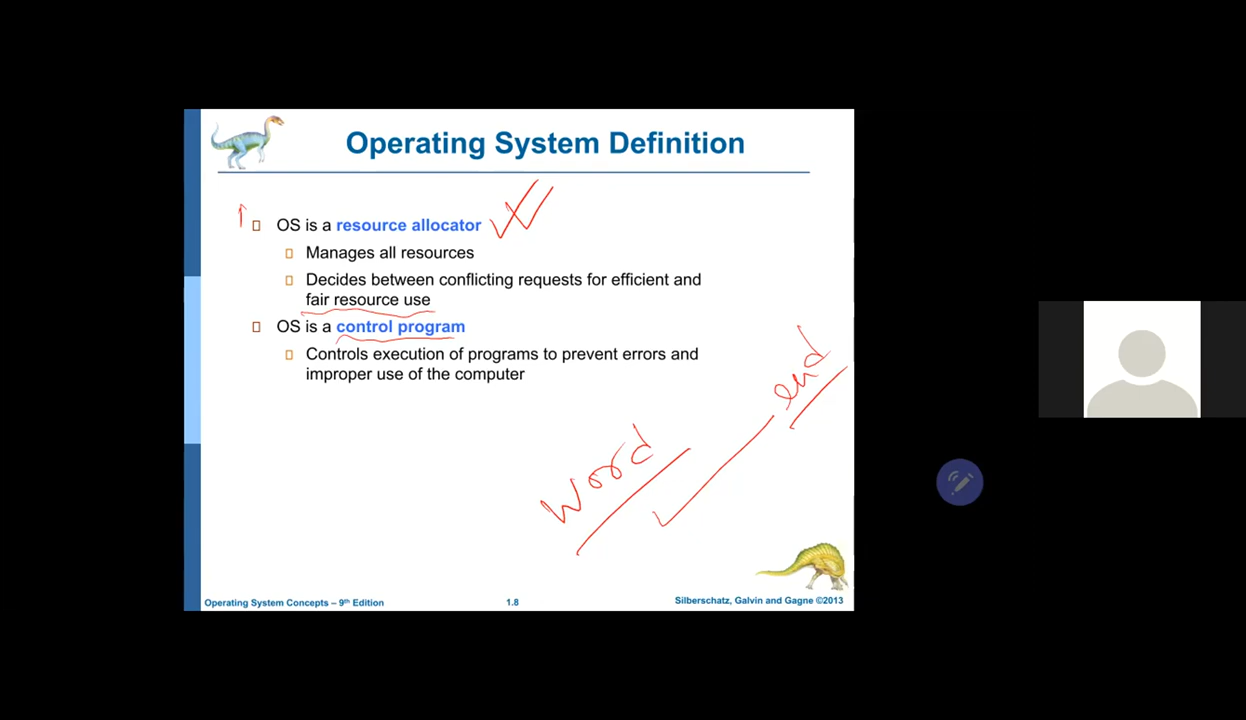 Operating System Definition
OS is a resource allocator
Manages all resources
Decides between conflicting requests for efficient and
fair resource use
OS is a control program
Controls execution of programs to prevent errors and
improper use of the computer
end
Word
Operating System Concepts – 9th Edition
1.8
Silberschatz, Galvin and Gagne ©2013